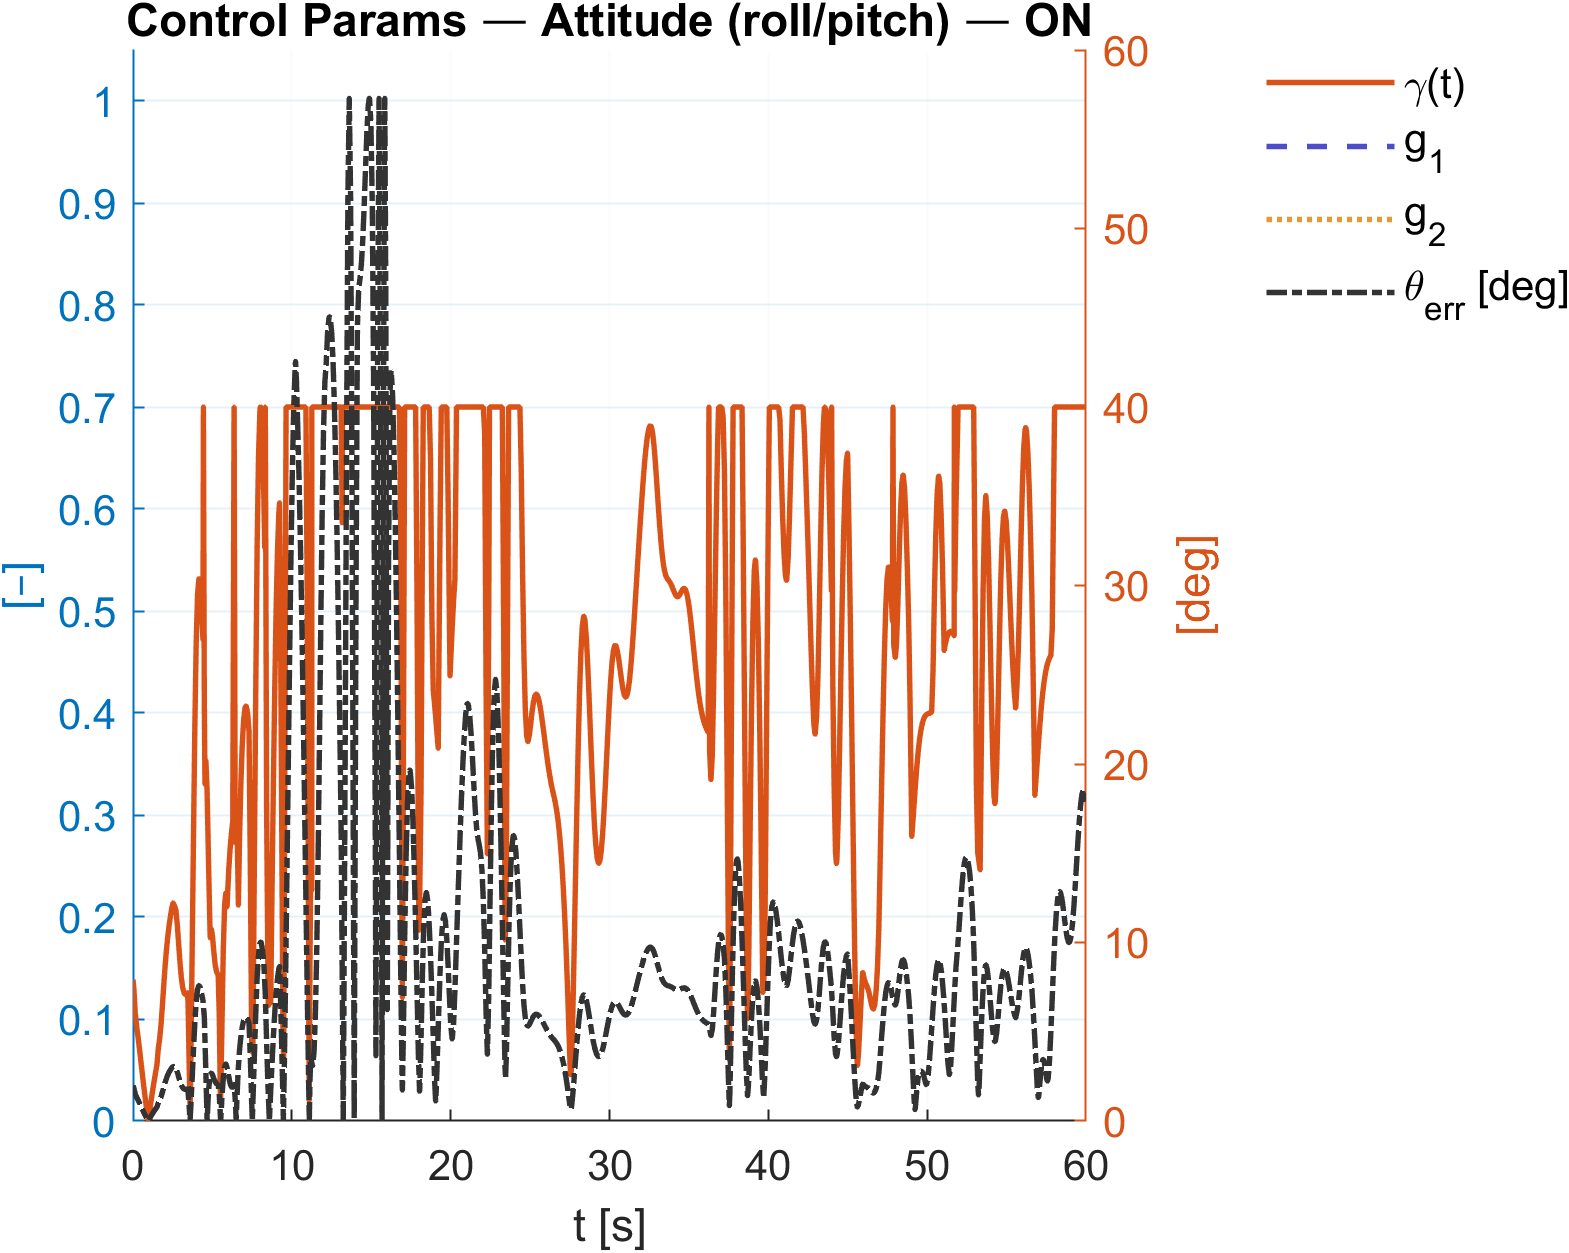 Control Params — Attitude (roll/pitch) — ON
γ(t)
g1
g2
θerr [deg]
1
0.9
0.8
0.7
0.6
0.5
0.4
0.3
0.2
0.1
0
[−]
60
50
40
30
20
10
0
[deg]
0 10 20 30 40 50 60
t [s]